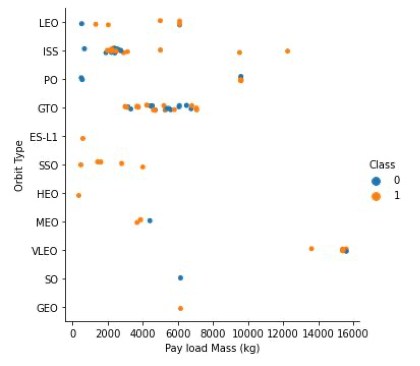 LEO
ISS
PO
GTO
ES-L1
SSO
HEO
MEO
VLEO
SO
GEO
Orbit Type
Class
0
1
0 2000 4000 6000 8000 10000 12000 14000 16000
Pay load Mass (kg)